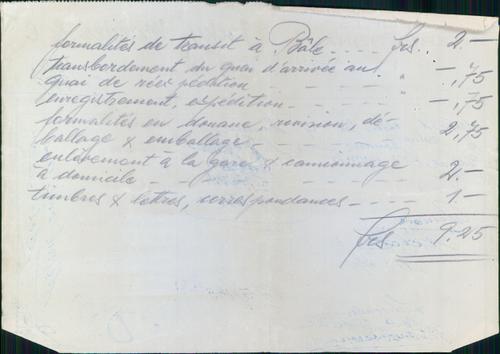 formalités de transit à Bâle - - - - frs.. 2.-
transbordement du quai d'arrivée au
quai de réexpédition - - - - - " -,75
enregistrement, expédition - - - - " -,75
formalités en douane, revision, dé-
ballage & emballage - - - - - 2,75
enlèvement à la gare & camionnage
à domicile - - - - - - - 2.-
timbres & lettres, correspondances - - - - 1.-
frs 9.25